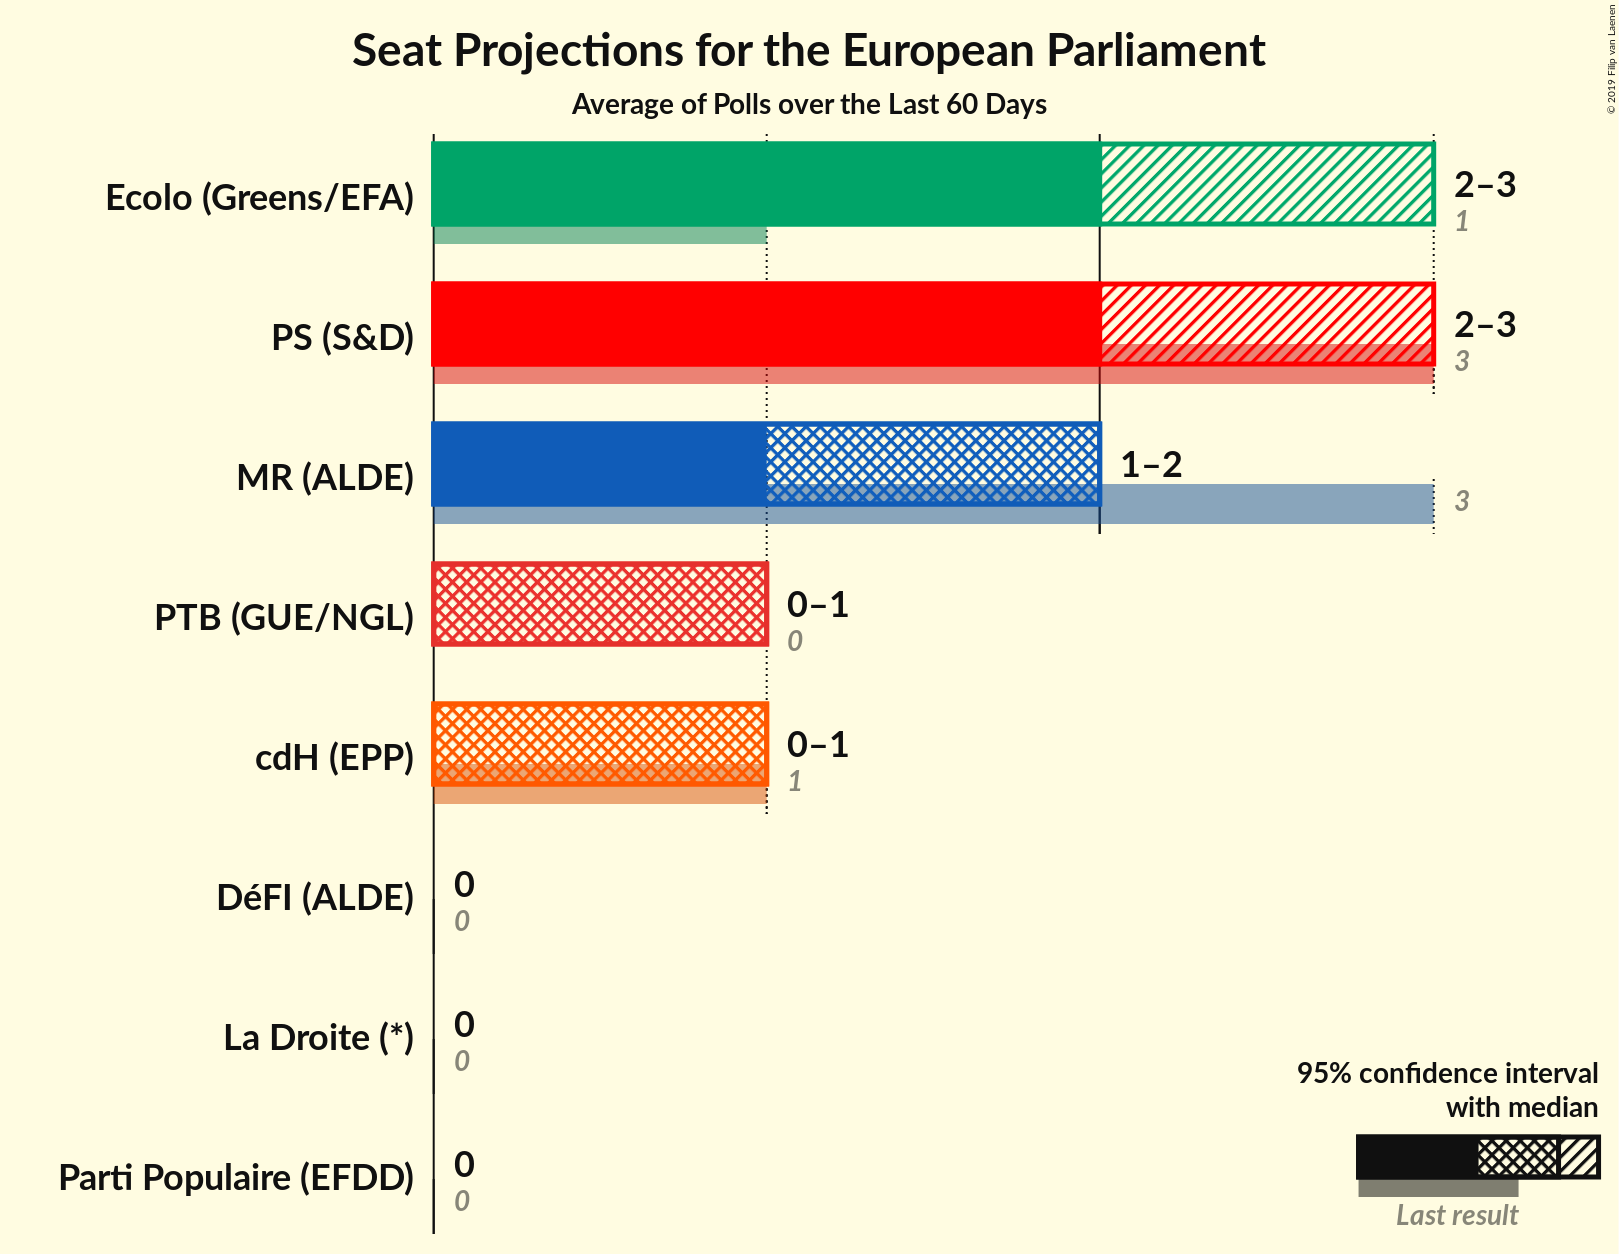 Seat Projections for the European Parliament
Average of Polls over the Last 60 Days
© 2019 Filip van Laenen
Ecolo (Greens/EFA)
2–3
1
PS (S&D)
2–3
3
MR (ALDE)
1–2
3
PTB (GUE/NGL)
0–1
0
cdH (EPP)
0–1
1
DéFI (ALDE)
0
0
La Droite (*)
0
0
Parti Populaire (EFDD)
0
0
95% confidence interval
with median
Last result